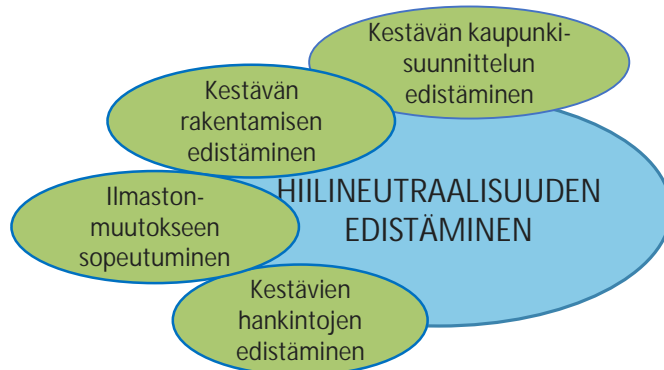 Kestävän kaupunki-
suunnittelun
edistäminen
Kestävän
rakentamisen
edistäminen
HIILINEUTRAALISUUDEN
EDISTÄMINEN
Ilmaston-
muutokseen
sopeutuminen
Kestävien
hankintojen
edistäminen